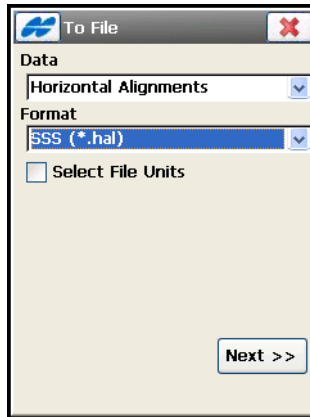 To File
Data
Horizontal Alignments
Format
SSS (*.hal)
Select File Units
Next >>